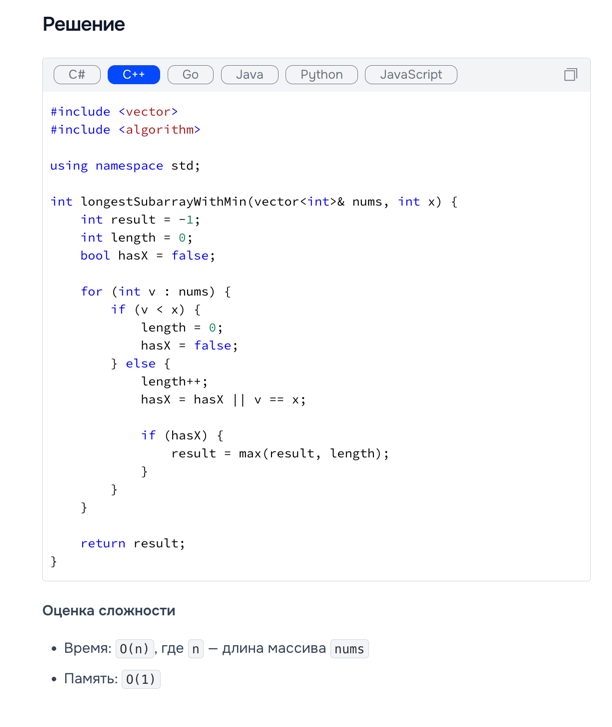 Решение
C#
C++
Go
Java
Python
JavaScript
#include <vector>
#include <algorithm>
using namespace std;
int longestSubarrayWithMin(vector<int>& nums, int x) {
    int result = -1;
    int length = 0;
    bool hasX = false;
    for (int v : nums) {
        if (v < x) {
            length = 0;
            hasX = false;
        } else {
            length++;
            hasX = hasX || v == x;
            if (hasX) {
                result = max(result, length);
            }
        }
    }
    return result;
}
Оценка сложности
• Время: O(n), где n — длина массива nums
• Память: O(1)